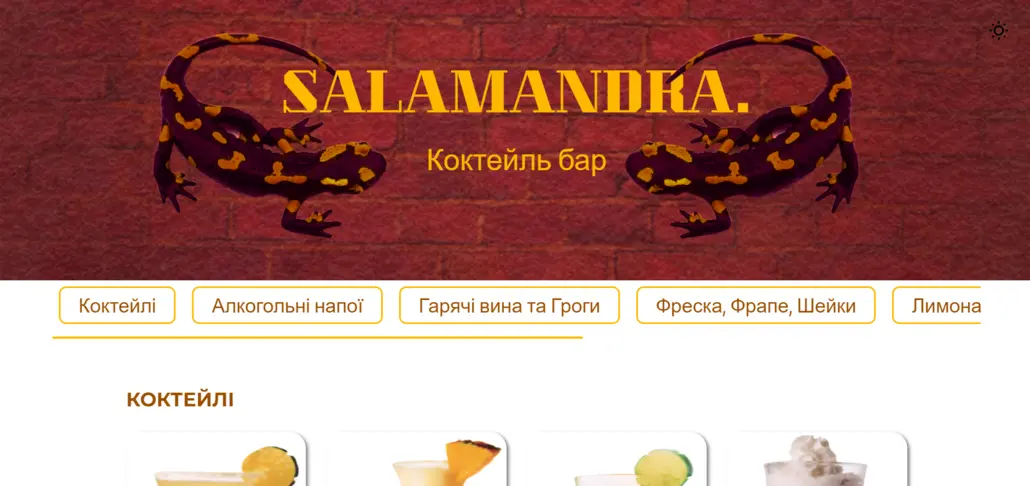 SALAMANDRA.
Коктейль бар
Коктейлі Алкогольні напої Гарячі вина та Гроги Фреска, Фрапе, Шейки Лимона
КОКТЕЙЛІ